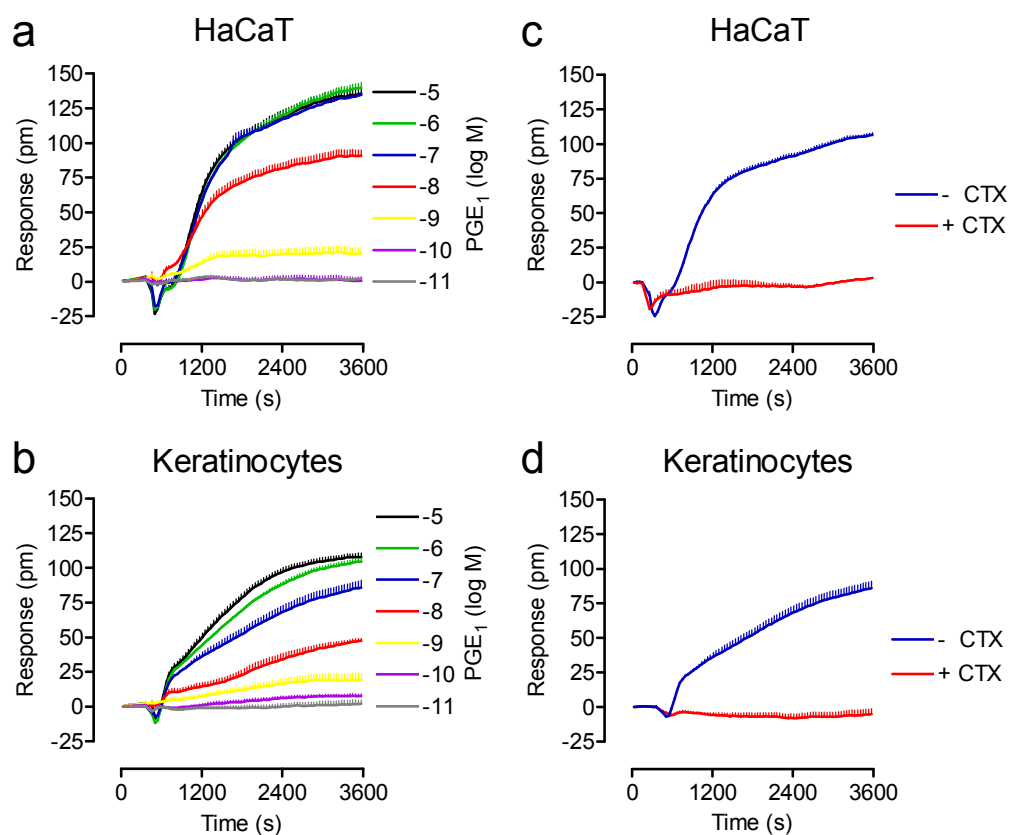 a
HaCaT
150
125
100
75
50
25
0
-25
Response (pm)
0 1200 2400 3600
Time (s)
-5
-6
-7
-8
-9
-10
-11
PGE1 (log M)
c
HaCaT
150
125
100
75
50
25
0
-25
Response (pm)
0 1200 2400 3600
Time (s)
- CTX
+ CTX
b
Keratinocytes
150
125
100
75
50
25
0
-25
Response (pm)
0 1200 2400 3600
Time (s)
-5
-6
-7
-8
-9
-10
-11
PGE1 (log M)
d
Keratinocytes
150
125
100
75
50
25
0
-25
Response (pm)
0 1200 2400 3600
Time (s)
- CTX
+ CTX